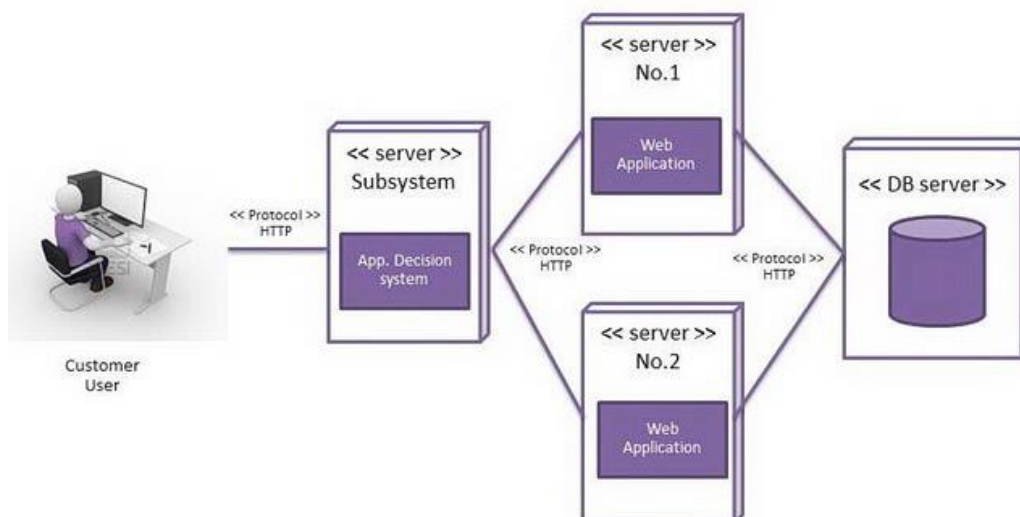 Customer
User
<< Protocol >>
HTTP
<< server >>
Subsystem
App. Decision
system
<< Protocol >>
HTTP
<< server >>
No.1
Web
Application
<< server >>
No.2
Web
Application
<< Protocol >>
HTTP
<< DB server >>